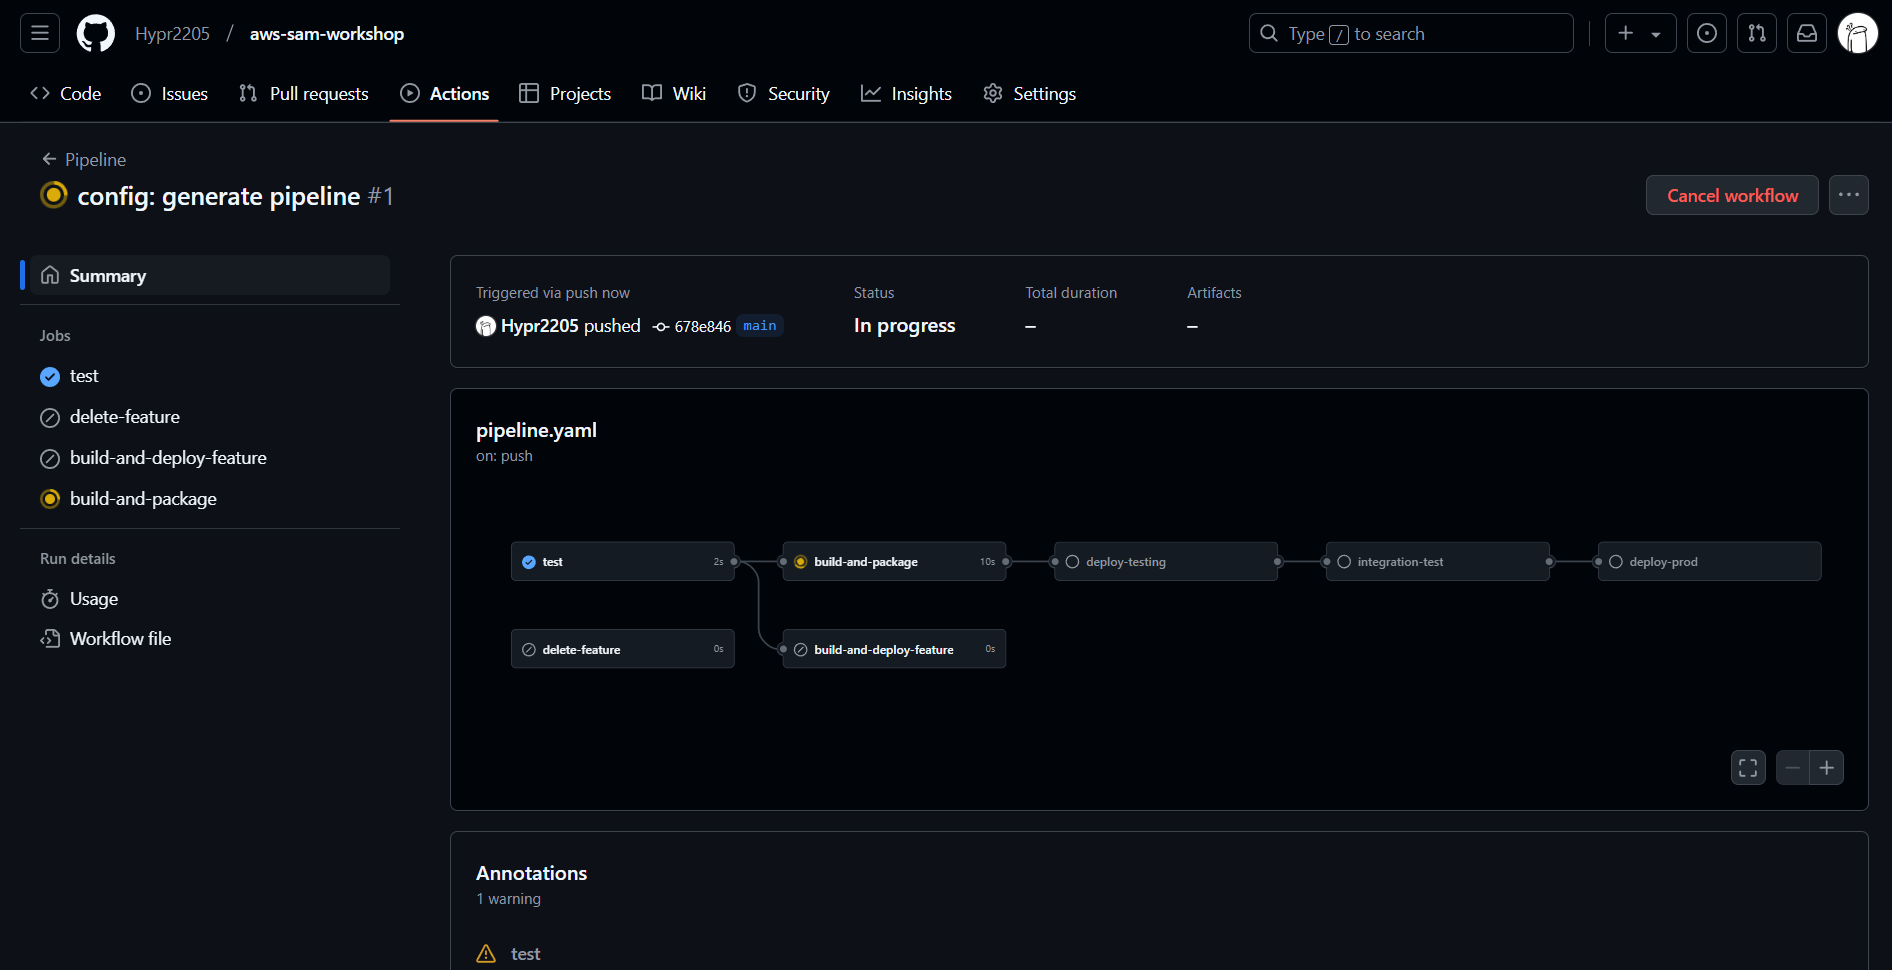 Hypr2205 / aws-sam-workshop
Type / to search
Code Issues Pull requests Actions Projects Wiki Security Insights Settings
Pipeline
config: generate pipeline #1
Cancel workflow
Summary
Jobs
test
delete-feature
build-and-deploy-feature
build-and-package
Run details
Usage
Workflow file
Triggered via push now
Hypr2205 pushed 678e846 main
Status
In progress
Total duration
–
Artifacts
–
pipeline.yaml
on: push
test 2s
build-and-package 10s
deploy-testing
integration-test
deploy-prod
delete-feature 0s
build-and-deploy-feature 0s
Annotations
1 warning
test